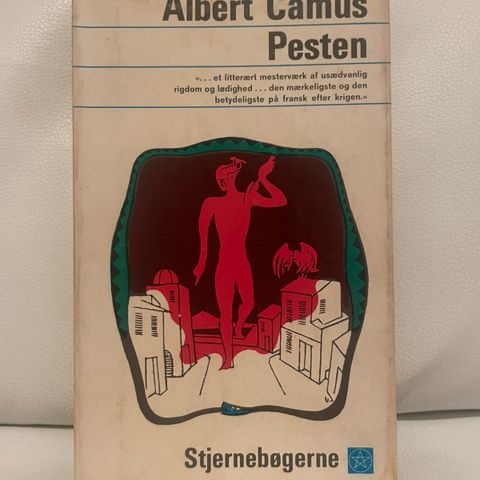 Albert Camus
Pesten
»... et litterært mesterværk af usædvanlig
rigdom og lødighed ... den mærkeligste og den
betydeligste på fransk efter krigen.«
Stjernebøgerne